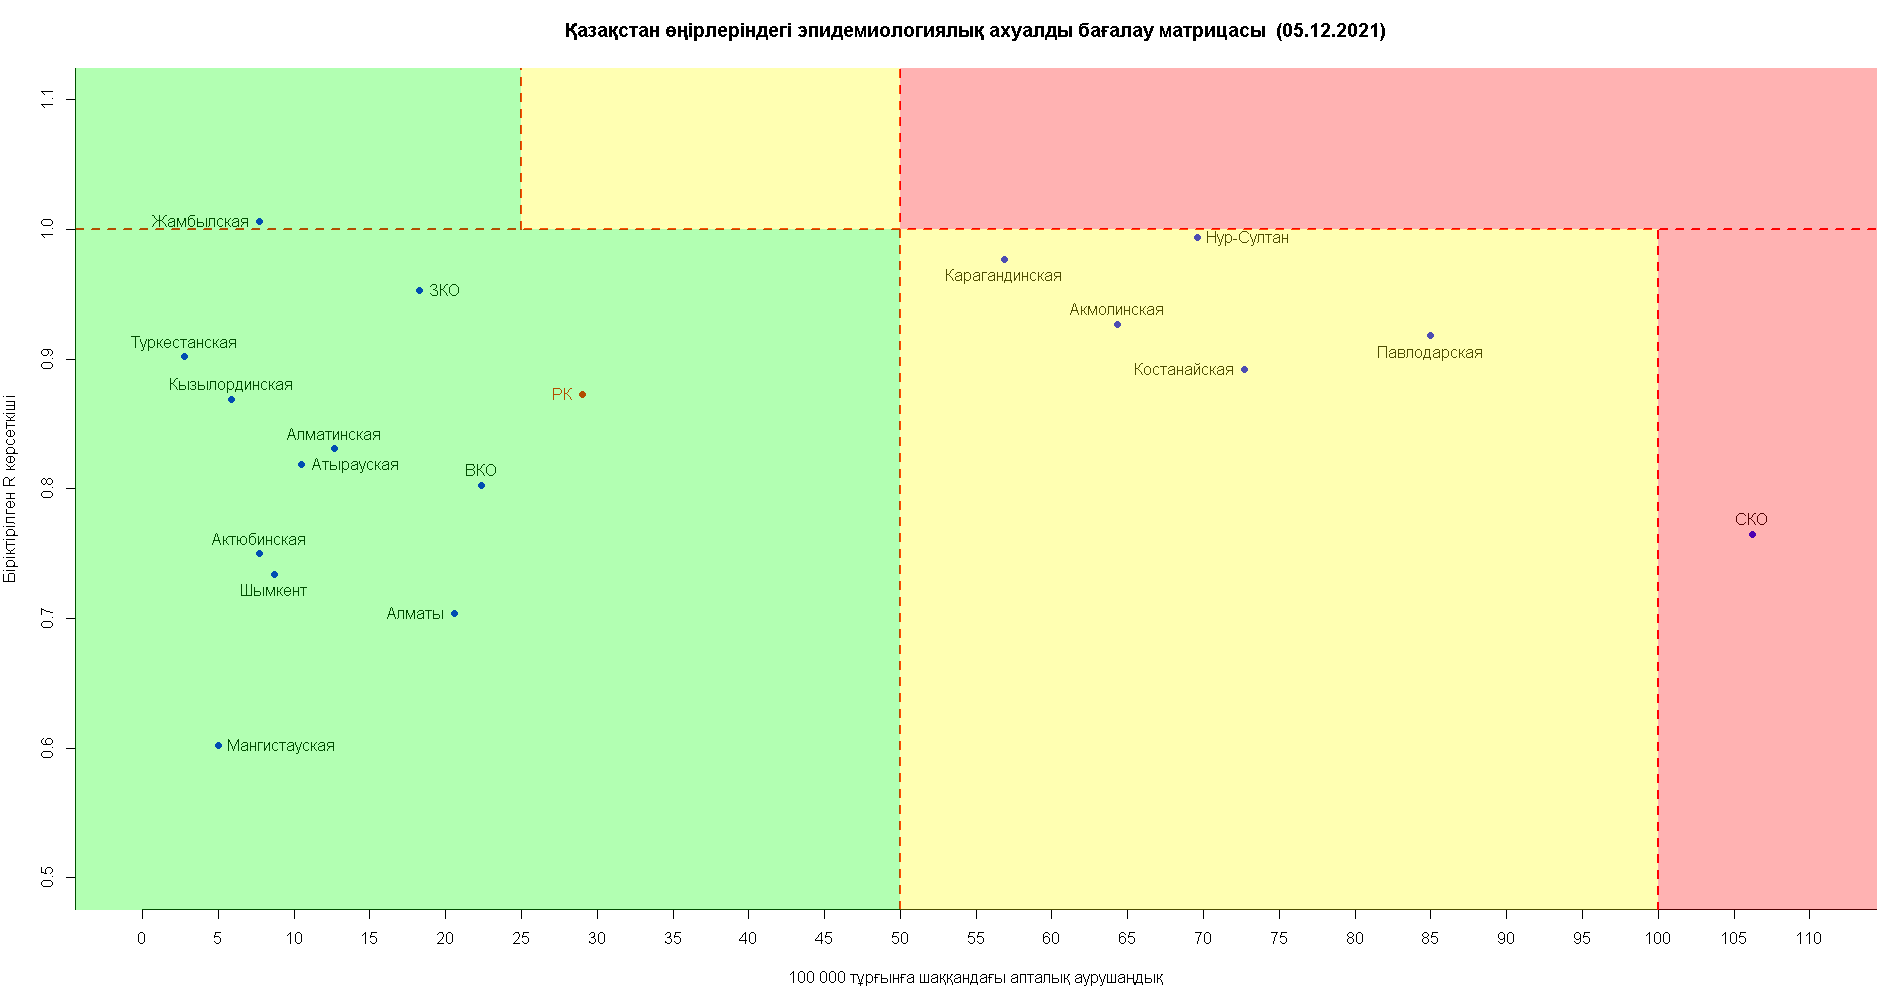 Қазақстан өңірлеріндегі эпидемиологиялық ахуалды бағалау матрицасы (05.12.2021)
1.1
Жамбылская
1.0
Нур-Султан
Карагандинская
ЗКО
Акмолинская
Туркестанская
Павлодарская
0.9
Костанайская
Кызылординская
РК
Алматинская
Атырауская
ВКО
Біріктірілген R көрсеткіші
0.8
СКО
Актюбинская
Шымкент
Алматы
0.7
Мангистауская
0.6
0.5
0 5 10 15 20 25 30 35 40 45 50 55 60 65 70 75 80 85 90 95 100 105 110
100 000 тұрғынға шаққандағы апталық аурушаңдық